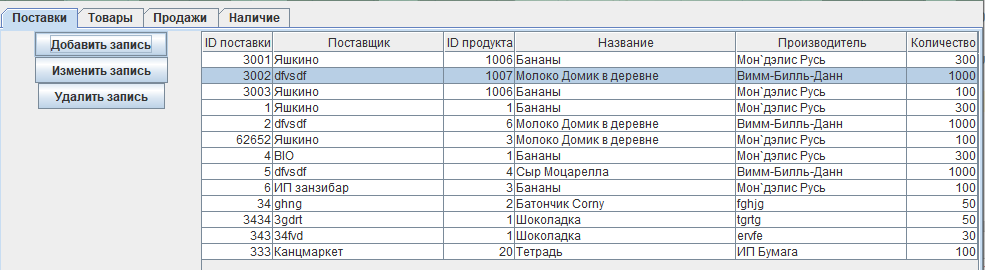 Поставки Товары Продажи Наличие
Добавить запись
Изменить запись
Удалить запись
ID поставки Поставщик ID продукта Название Производитель Количество
3001 Яшкино 1006 Бананы Мон`дэлис Русь 300
3002 dfvsdf 1007 Молоко Домик в деревне Вимм-Билль-Данн 1000
3003 Яшкино 1006 Бананы Мон`дэлис Русь 100
1 Яшкино 1 Бананы Мон`дэлис Русь 300
2 dfvsdf 6 Молоко Домик в деревне Вимм-Билль-Данн 1000
62652 Яшкино 3 Молоко Домик в деревне Мон`дэлис Русь 100
4 BIO 1 Бананы Мон`дэлис Русь 300
5 dfvsdf 4 Сыр Моцарелла Вимм-Билль-Данн 1000
6 ИП занзибар 3 Бананы Мон`дэлис Русь 100
34 ghng 2 Батончик Corny fghjg 50
3434 3gdrt 1 Шоколадка tgrtg 50
343 34fvd 1 Шоколадка ervfe 30
333 Канцмаркет 20 Тетрадь ИП Бумага 100